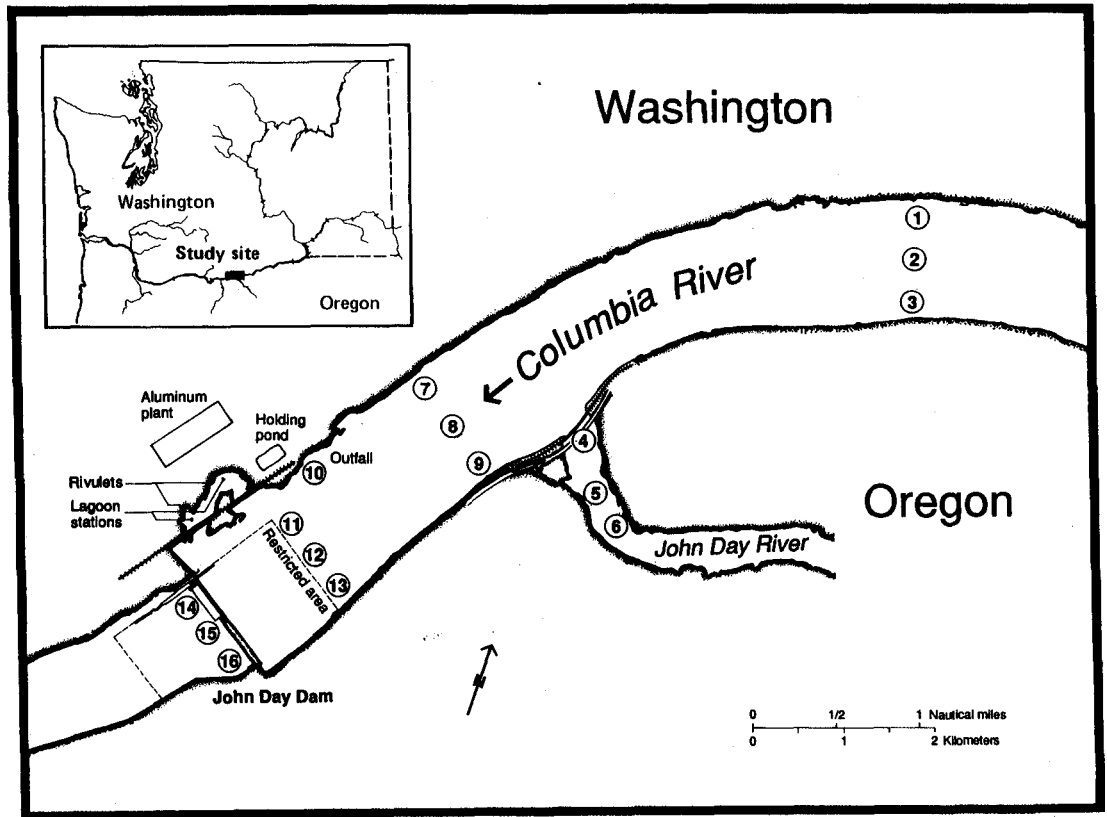 Washington
Washington
Study site
Oregon
1
2
3
Columbia River
7
8
9
4
5
6
Oregon
John Day River
Aluminum
plant
Holding
pond
Outfall
10
Rivulets
Lagoon
stations
11
12
13
Restricted area
14
15
16
John Day Dam
N
0 1/2 1 Nautical miles
0 1 2 Kilometers